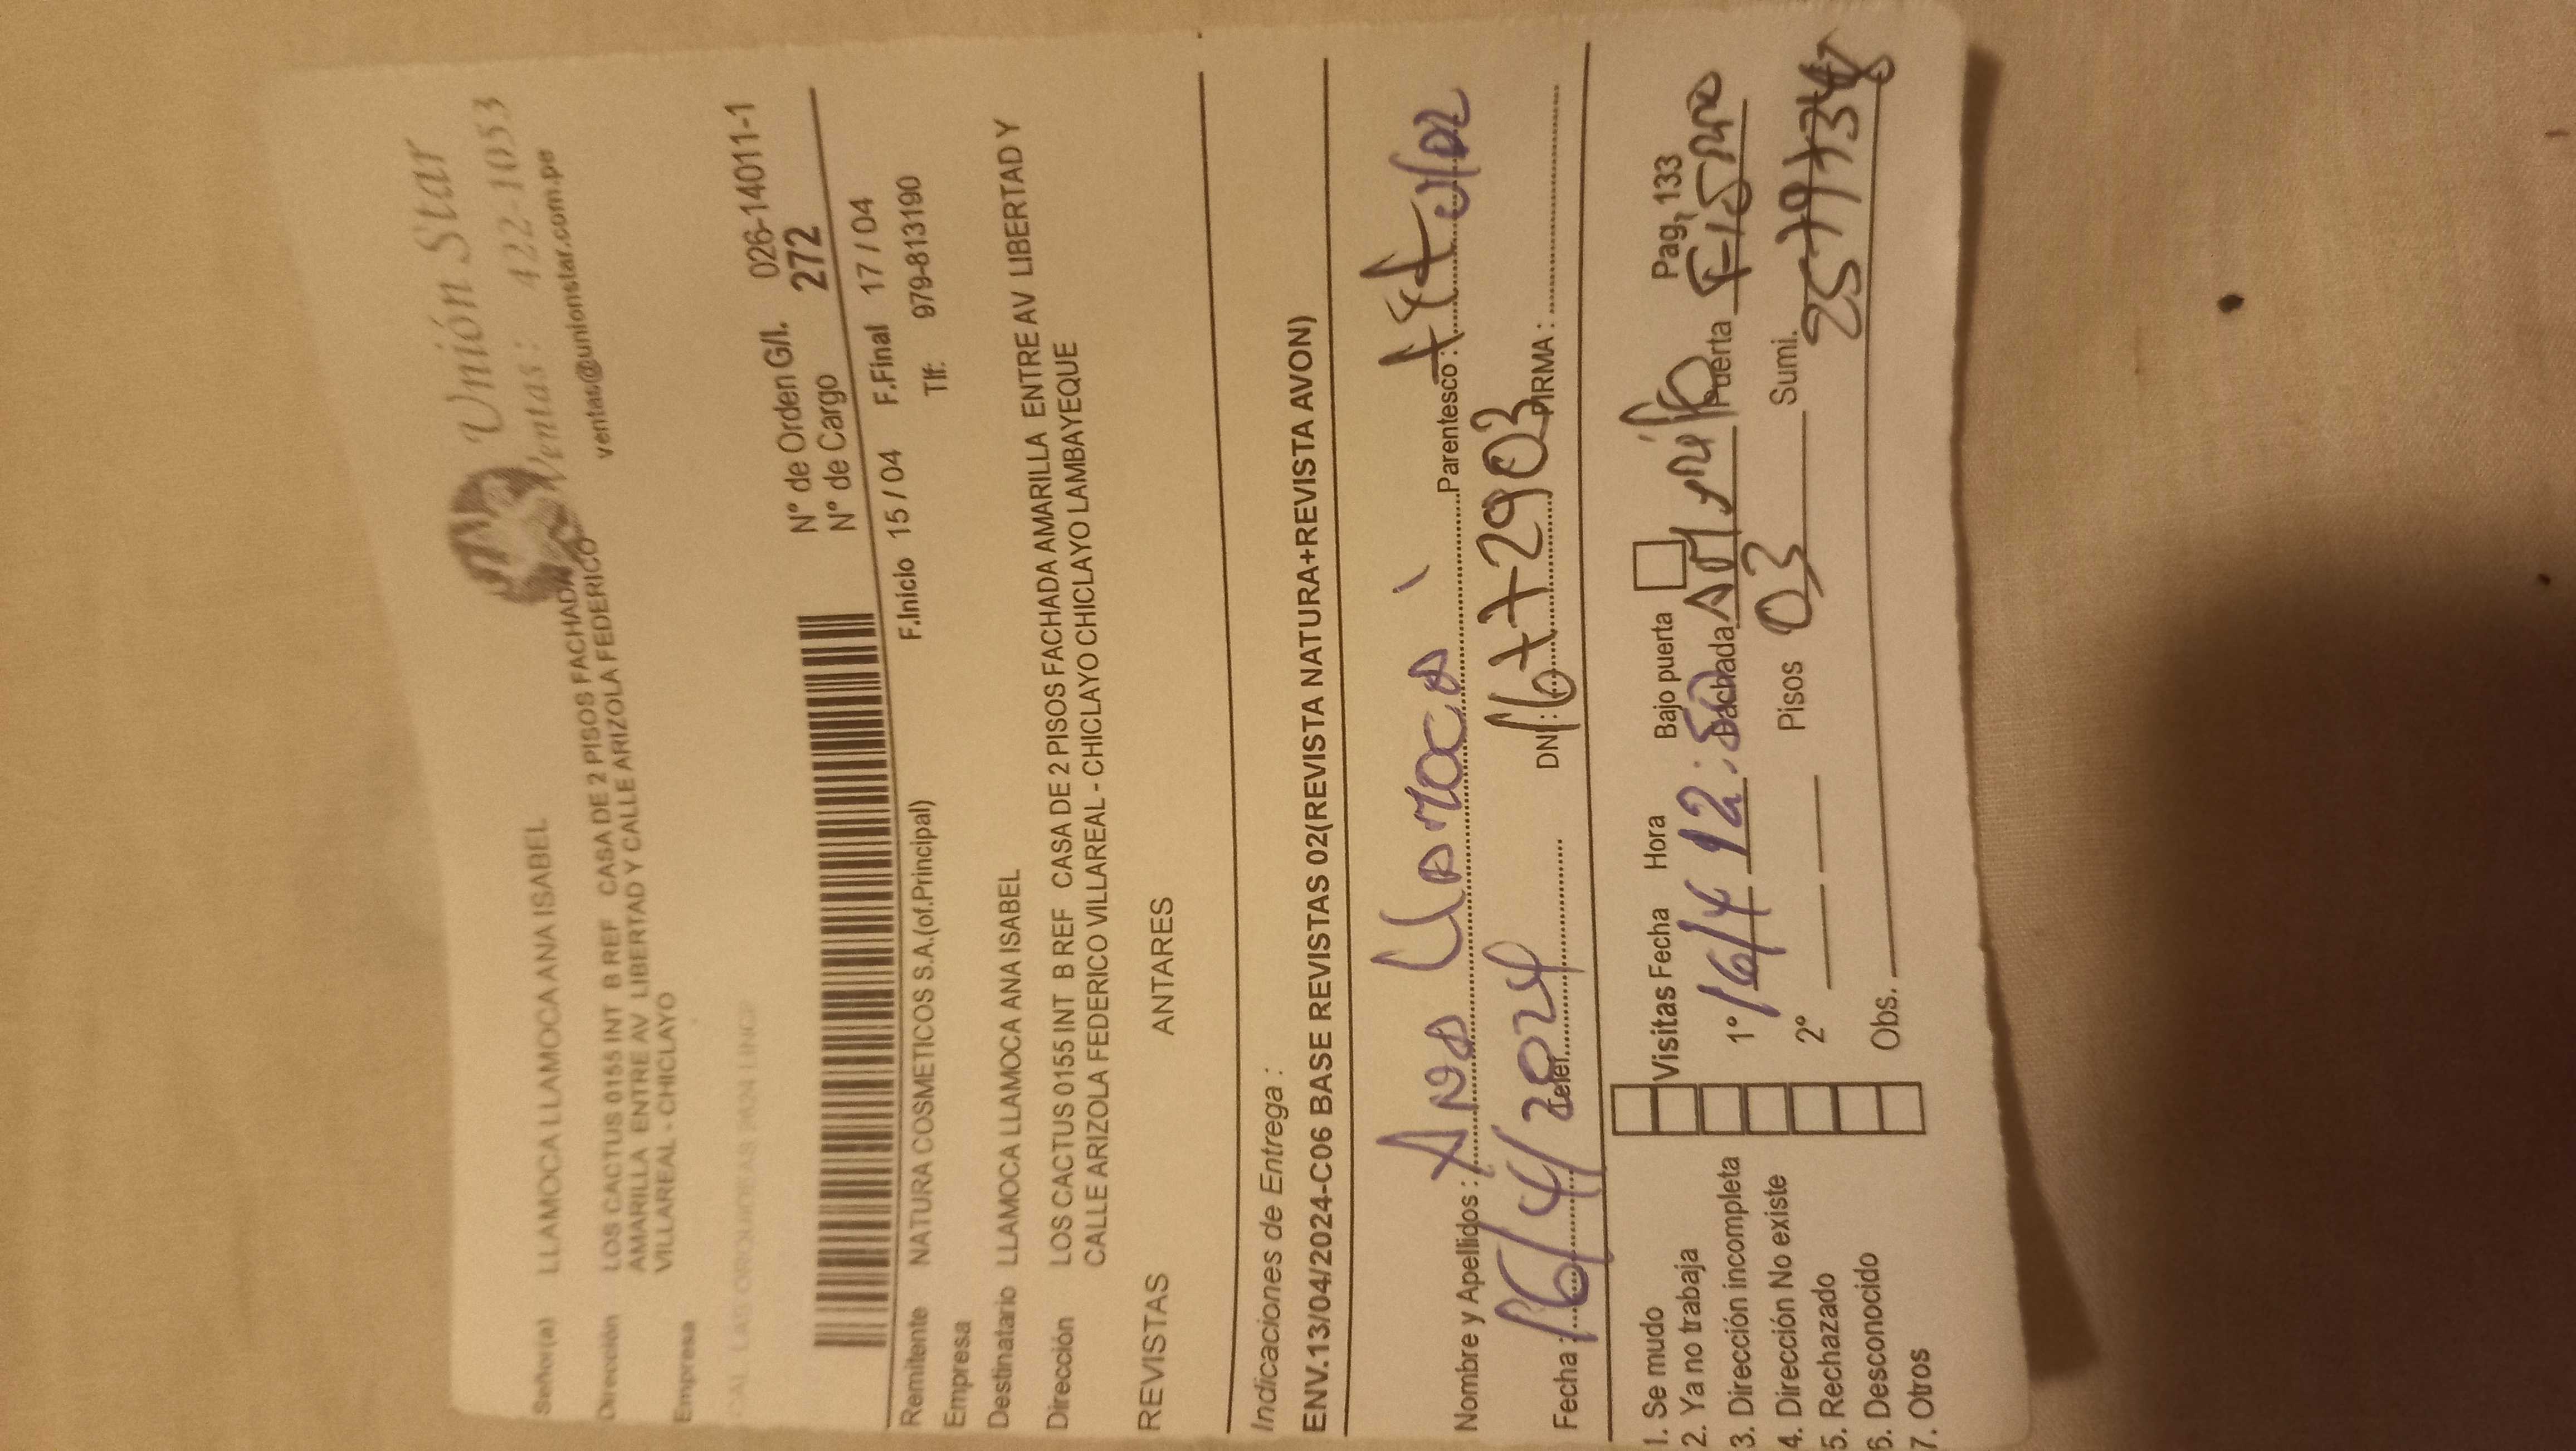 Unión Star
Ventas: 422-1053
ventas@unionstar.com.pe
Señor(a) LLAMOCA LLAMOCA ANA ISABEL
Dirección LOS CACTUS 0155 INT B REF CASA DE 2 PISOS FACHADA
AMARILLA ENTRE AV LIBERTAD Y CALLE ARIZOLA FEDERICO
VILLAREAL - CHICLAYO
Empresa
N° de Orden G/I. 026-140111-1
N° de Cargo 272
F.Inicio 15 / 04 F.Final 17 / 04
Remitente NATURA COSMETICOS S.A.(of.Principal) Tlf: 979-813190
Empresa
Destinatario LLAMOCA LLAMOCA ANA ISABEL
Dirección LOS CACTUS 0155 INT B REF CASA DE 2 PISOS FACHADA AMARILLA ENTRE AV LIBERTAD Y
CALLE ARIZOLA FEDERICO VILLAREAL - CHICLAYO CHICLAYO LAMBAYEQUE
REVISTAS ANTARES
Indicaciones de Entrega :
ENV.13/04/2024-C06 BASE REVISTAS 02(REVISTA NATURA+REVISTA AVON)
Nombre y Apellidos : Ana Llamoca Parentesco :
Fecha : 16/4/2024 Telef. DNI: 16772903 FIRMA :
1. Se mudo
2. Ya no trabaja
3. Dirección incompleta
4. Dirección No existe
5. Rechazado
6. Desconocido
7. Otros
Visitas Fecha Hora Bajo puerta Pag, 133
1° 16/4 12:50 Fachada Puerta
2° Pisos 03 Sumi.
Obs.